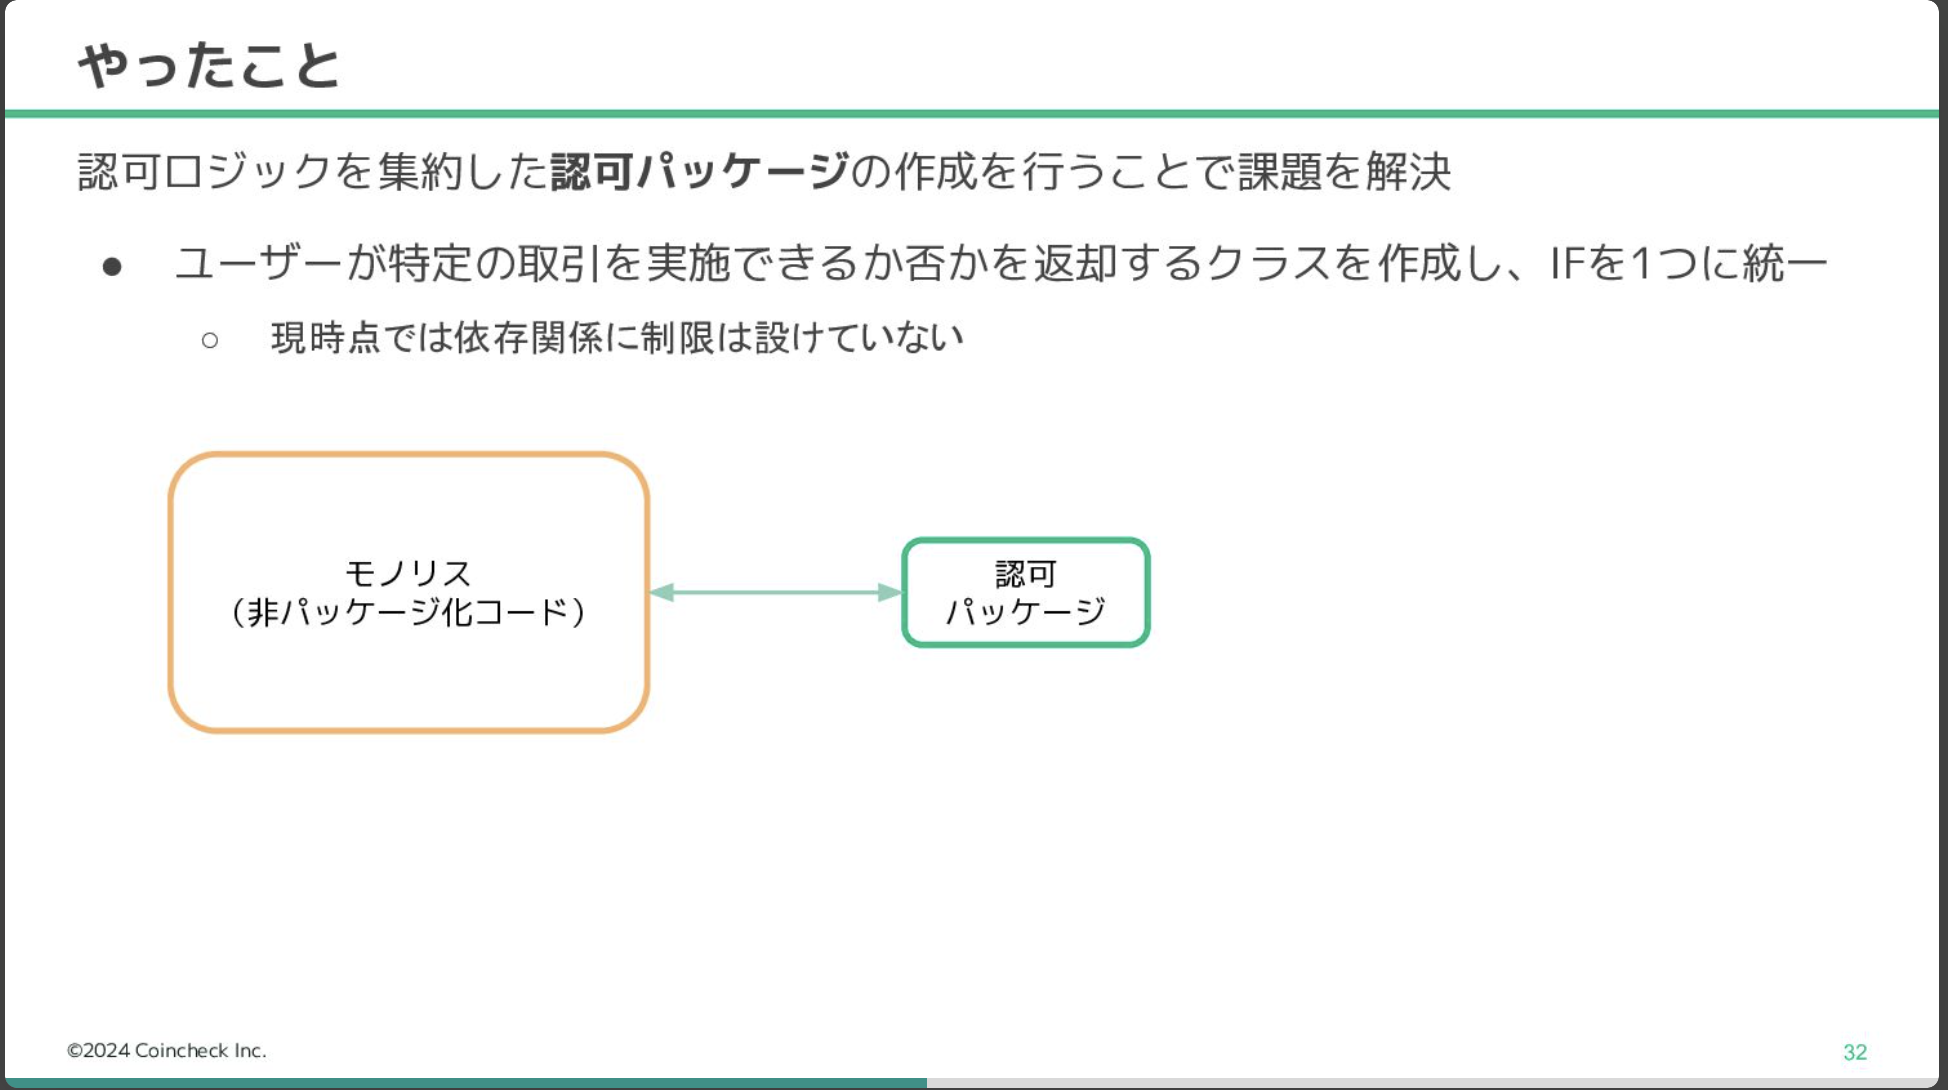 やったこと
認可ロジックを集約した認可パッケージの作成を行うことで課題を解決
● ユーザーが特定の取引を実施できるか否かを返却するクラスを作成し、IFを1つに統一
○ 現時点では依存関係に制限は設けていない
モノリス
（非パッケージ化コード）
認可
パッケージ
©2024 Coincheck Inc.
32